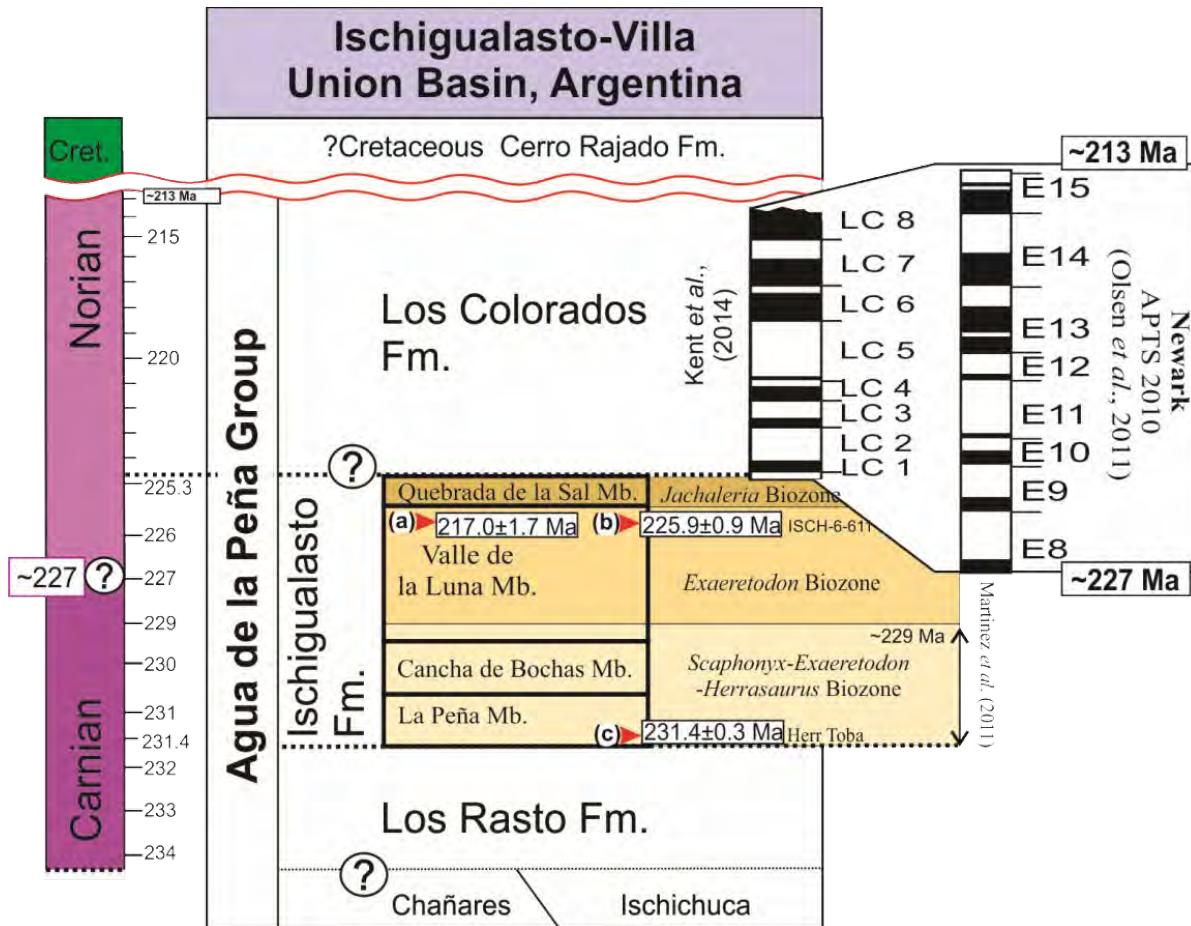 Ischigualasto-Villa
Union Basin, Argentina
Cret.
?Cretaceous Cerro Rajado Fm.
~213 Ma
Norian
215
220
225.3
226
~227
?
227
229
230
231
231.4
232
233
234
Carnian
Agua de la Peña Group
Los Colorados
Fm.
Kent et al.,
(2014)
LC 8
LC 7
LC 6
LC 5
LC 4
LC 3
LC 2
LC 1
~213 Ma
E15
E14
E13
E12
E11
E10
E9
E8
~227 Ma
Newark
APTS 2010
(Olsen et al., 2011)
?
Ischigualasto
Fm.
Quebrada de la Sal Mb.
Jachaleria Biozone
(a) 217.0±1.7 Ma
(b) 225.9±0.9 Ma ISCH-6-611
Valle de
la Luna Mb.
Exaeretodon Biozone
~229 Ma
Cancha de Bochas Mb.
Scaphonyx-Exaeretodon
-Herrasaurus Biozone
La Peña Mb.
(c) 231.4±0.3 Ma Herr Toba
Martinez et al. (2011)
Los Rasto Fm.
?
Chañares
Ischichuca